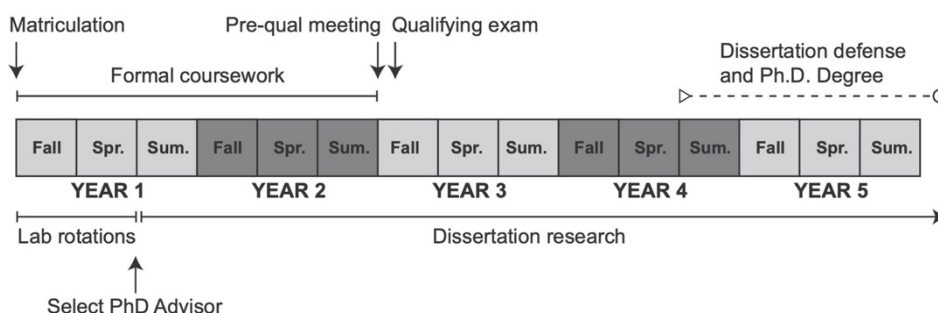 Matriculation
Pre-qual meeting
Qualifying exam
Formal coursework
Dissertation defense
and Ph.D. Degree
Fall Spr. Sum. Fall Spr. Sum. Fall Spr. Sum. Fall Spr. Sum. Fall Spr. Sum.
YEAR 1 YEAR 2 YEAR 3 YEAR 4 YEAR 5
Lab rotations
Dissertation research
Select PhD Advisor